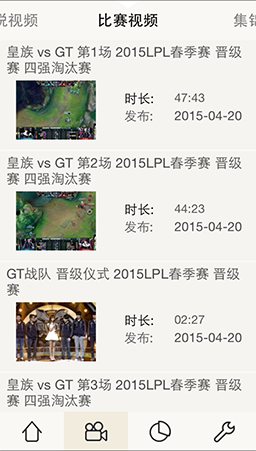 说视频 比赛视频 集锦
皇族 vs GT 第1场 2015LPL春季赛 晋级
赛 四强淘汰赛
时长: 47:43
发布: 2015-04-20
皇族 vs GT 第2场 2015LPL春季赛 晋级
赛 四强淘汰赛
时长: 44:23
发布: 2015-04-20
GT战队 晋级仪式 2015LPL春季赛 晋级
赛
时长: 02:27
发布: 2015-04-20
皇族 vs GT 第3场 2015LPL春季赛 晋级
赛 四强淘汰赛